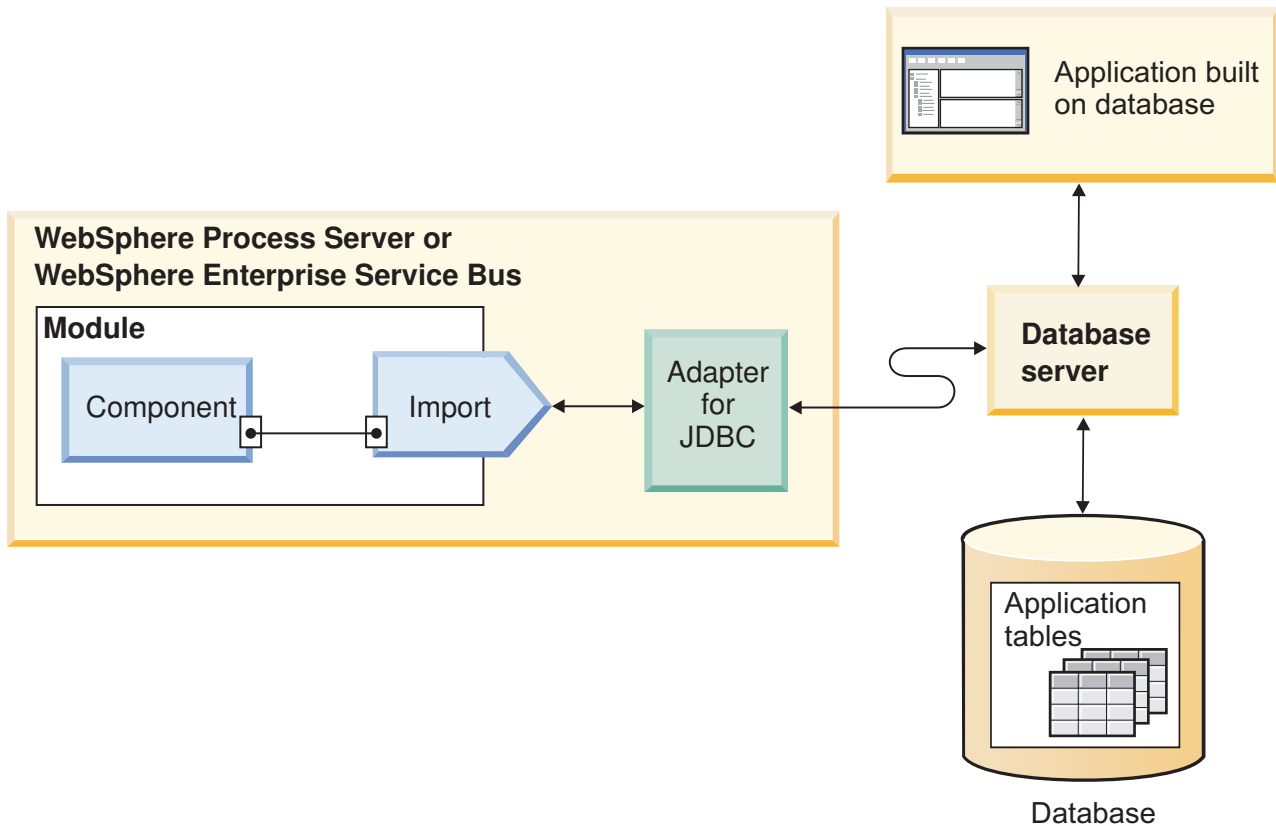 Application built
on database
WebSphere Process Server or
WebSphere Enterprise Service Bus
Module
Component
Import
Adapter
for
JDBC
Database
server
Application
tables
Database